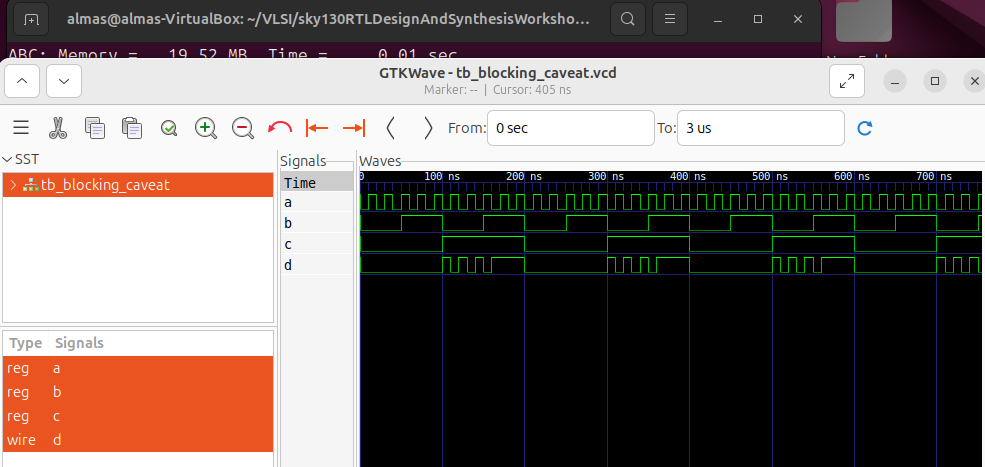 almas@almas-VirtualBox: ~/VLSI/sky130RTLDesignAndSynthesisWorksho...
ABC: Memory = 19.52 MB. Time = 0.01 sec
GTKWave - tb_blocking_caveat.vcd
Marker: -- | Cursor: 405 ns
From: 0 sec To: 3 us
SST
tb_blocking_caveat
Type Signals
reg a
reg b
reg c
wire d
Signals
Time
a
b
c
d
Waves
0 100 ns 200 ns 300 ns 400 ns 500 ns 600 ns 700 ns